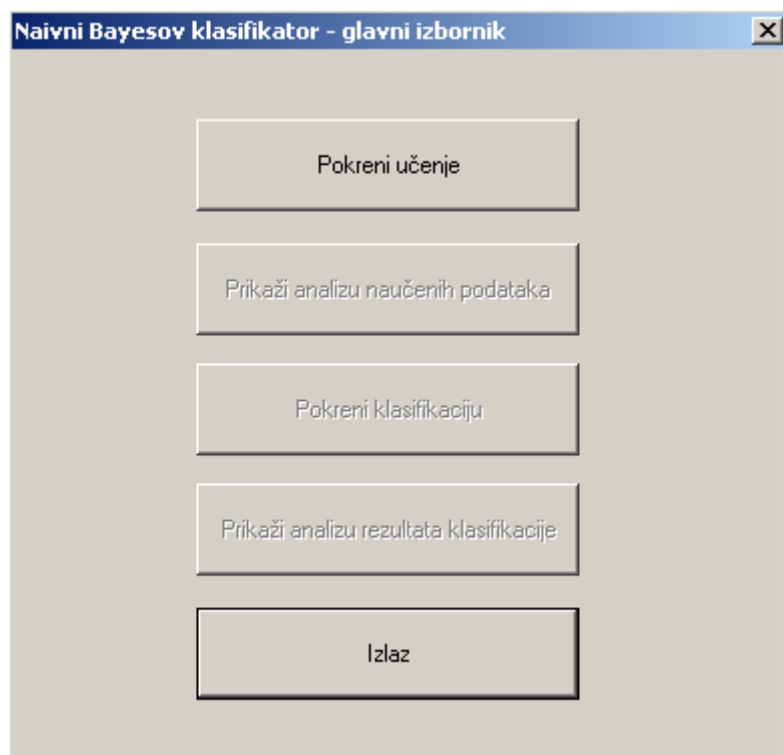 Naivni Bayesov klasifikator - glavni izbornik
Pokreni učenje
Prikaži analizu naučenih podataka
Pokreni klasifikaciju
Prikaži analizu rezultata klasifikacije
Izlaz